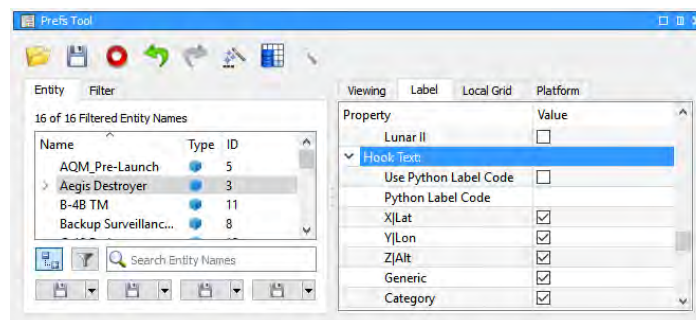 Prefs Tool
Entity Filter
16 of 16 Filtered Entity Names
Name Type ID
AQM_Pre-Launch 5
Aegis Destroyer 3
B-4B TM 11
Backup Surveillanc... 8
Search Entity Names
Viewing Label Local Grid Platform
Property Value
Lunar II
Hook Text:
Use Python Label Code
Python Label Code
X|Lat
Y|Lon
Z|Alt
Generic
Category